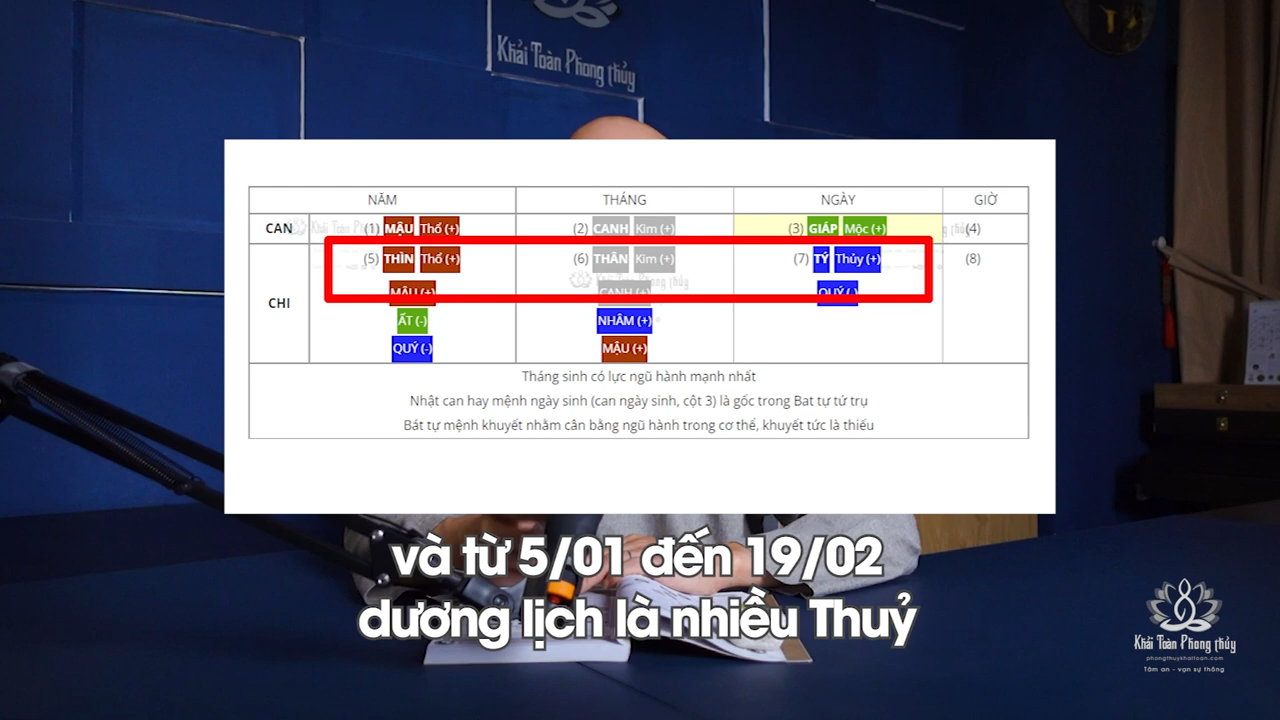 Khải Toàn Phong thủy
NĂM THÁNG NGÀY GIỜ
CAN (1) MẬU Thổ (+) (2) CANH Kim (+) (3) GIÁP Mộc (+) (4)
(5) THÌN Thổ (+) (6) THÂN Kim (+) (7) TÝ Thủy (+) (8)
MẬU (+) CANH (+) QUÝ (-)
CHI
ẤT (-) NHÂM (+)
QUÝ (-) MẬU (+)
Tháng sinh có lực ngũ hành mạnh nhất
Nhật can hay mệnh ngày sinh (can ngày sinh, cột 3) là gốc trong Bat tự tứ trụ
Bát tự mệnh khuyết nhằm cân bằng ngũ hành trong cơ thể, khuyết tức là thiếu
và từ 5/01 đến 19/02
dương lịch là nhiều Thuỷ
Khải Toàn Phong thủy
phongthuykhaitoan.com
Tâm an - vạn sự thông